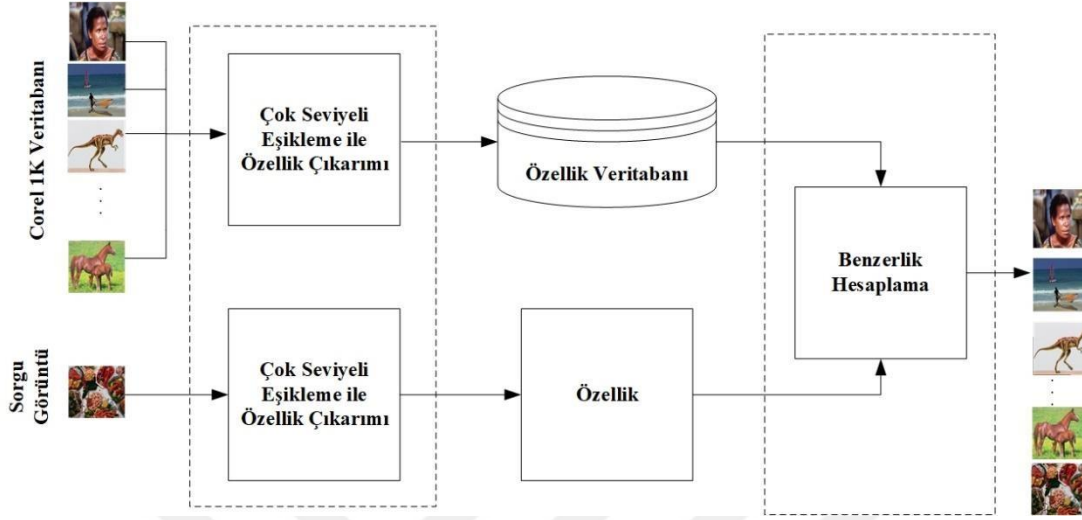 Corel 1K Veritabanı
Çok Seviyeli
Eşikleme ile
Özellik Çıkarımı
Özellik Veritabanı
Benzerlik
Hesaplama
Sorgu
Görüntü
Çok Seviyeli
Eşikleme ile
Özellik Çıkarımı
Özellik